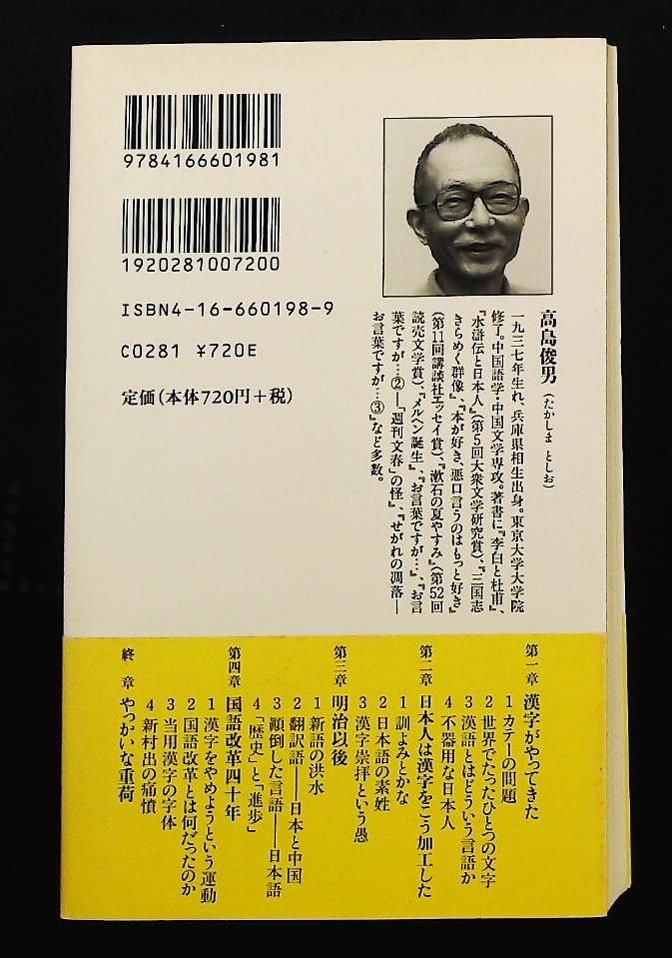 9784166601981
1920281007200
ISBN4-16-660198-9
C0281 ¥720E
定価(本体720円+税)
高島俊男(たかしま としお)
一九三七年生れ、兵庫県相生出身。東京大学大学院
修了。中国語学・中国文学専攻。著書に『李白と杜甫』、
『水滸伝と日本人』(第5回大衆文学研究賞)、『三国志
きらめく群像』、『本が好き、悪口言うのはもっと好き』
(第11回講談社エッセイ賞)、『漱石の夏やすみ』(第52回
読売文学賞)、『メルヘン誕生』、『お言葉ですが…』、『お言
葉ですが…②―「週刊文春」の怪』、『せがれの凋落―
お言葉ですが…③』など多数。
第一章 漢字がやってきた
1 カテーの問題
2 世界でたったひとつの文字
3 漢語とはどういう言語か
4 不器用な日本人
第二章 日本人は漢字をこう加工した
1 訓よみとかな
2 日本語の素姓
3 漢字崇拝という愚
第三章 明治以後
1 新語の洪水
2 翻訳語――日本と中国
3 顚倒した言語――日本語
4 「歴史」と「進歩」
第四章 国語改革四十年
1 漢字をやめようという運動
2 国語改革とは何だったのか
3 当用漢字の字体
4 新村出の痛憤
終 章 やっかいな重荷